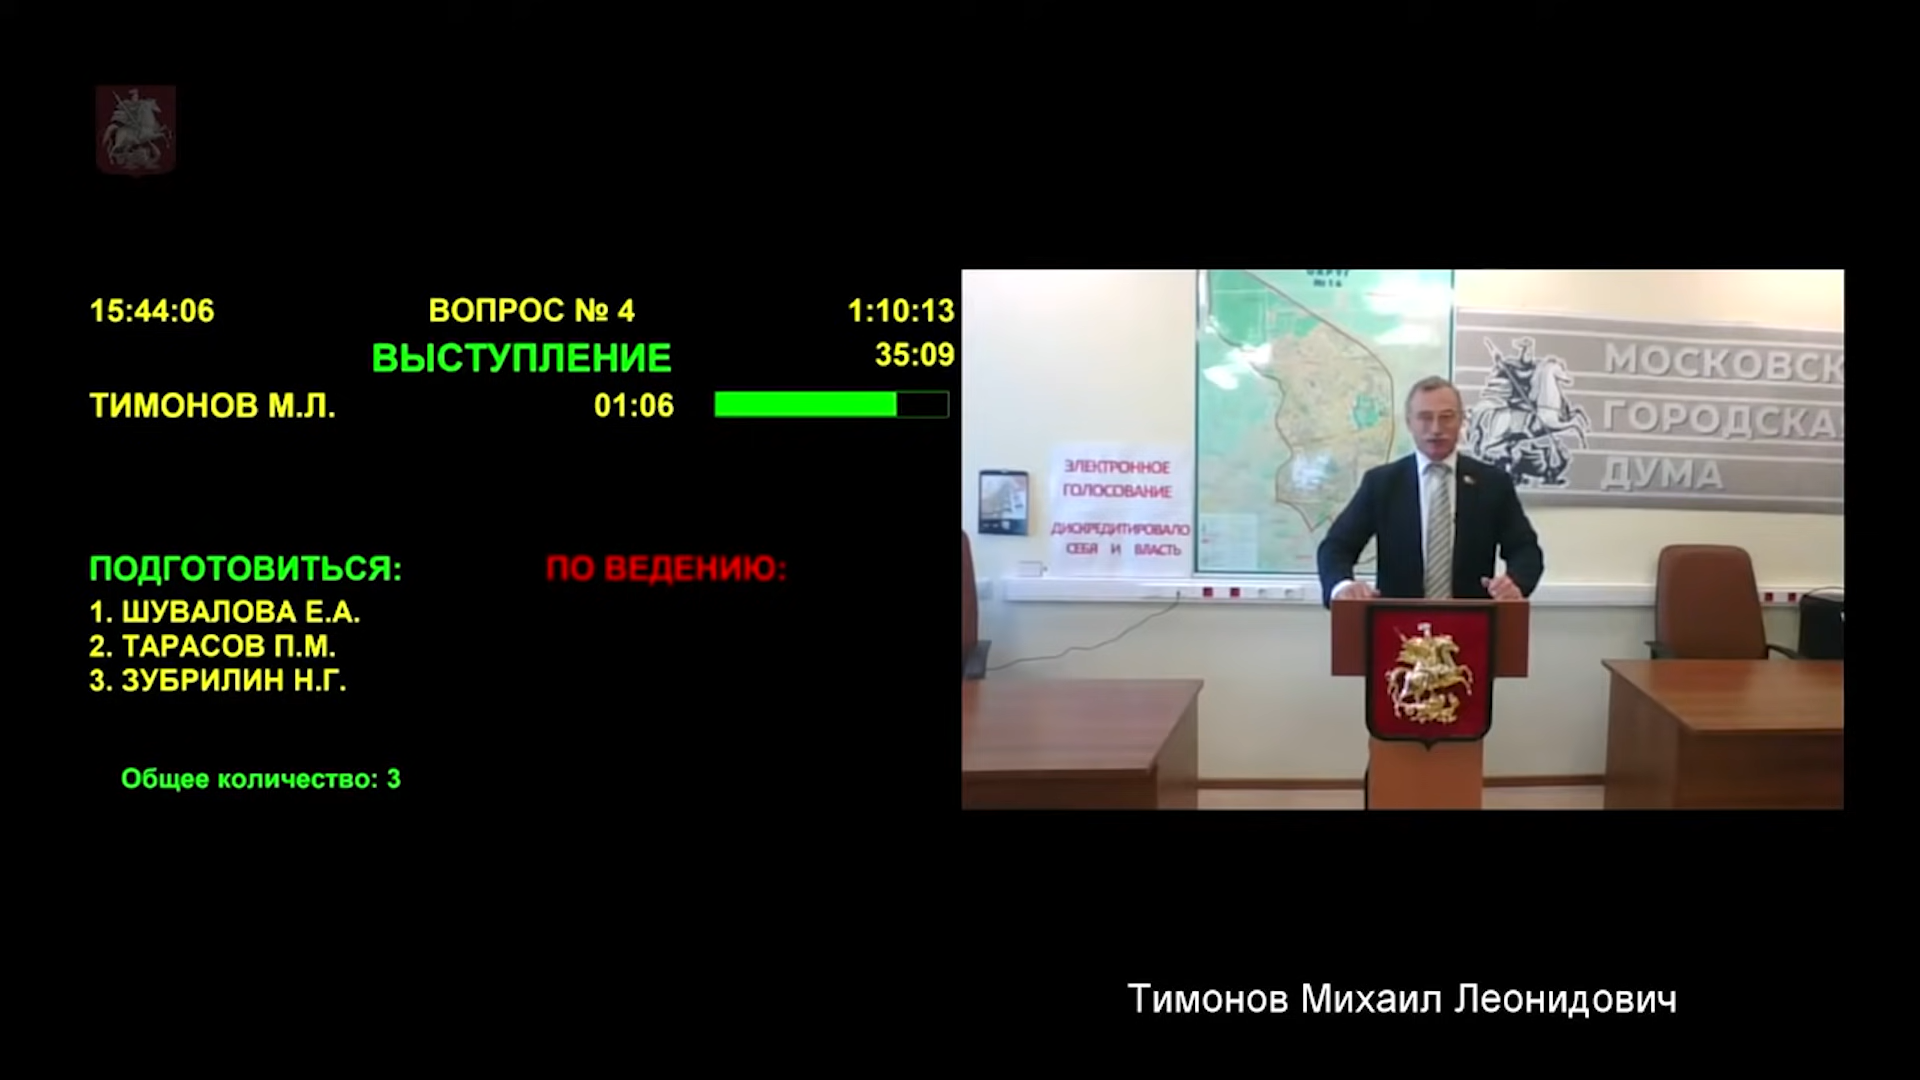 15:44:06 ВОПРОС № 4 1:10:13
ВЫСТУПЛЕНИЕ 35:09
ТИМОНОВ М.Л. 01:06
ПОДГОТОВИТЬСЯ: ПО ВЕДЕНИЮ:
1. ШУВАЛОВА Е.А.
2. ТАРАСОВ П.М.
3. ЗУБРИЛИН Н.Г.
Общее количество: 3
ОКРУГ
№16
МОСКОВСК
ГОРОДСКА
ДУМА
ЭЛЕКТРОННОЕ
ГОЛОСОВАНИЕ
ДИСКРЕДИТИРОВАЛО
СЕБЯ И ВЛАСТЬ
Тимонов Михаил Леонидович